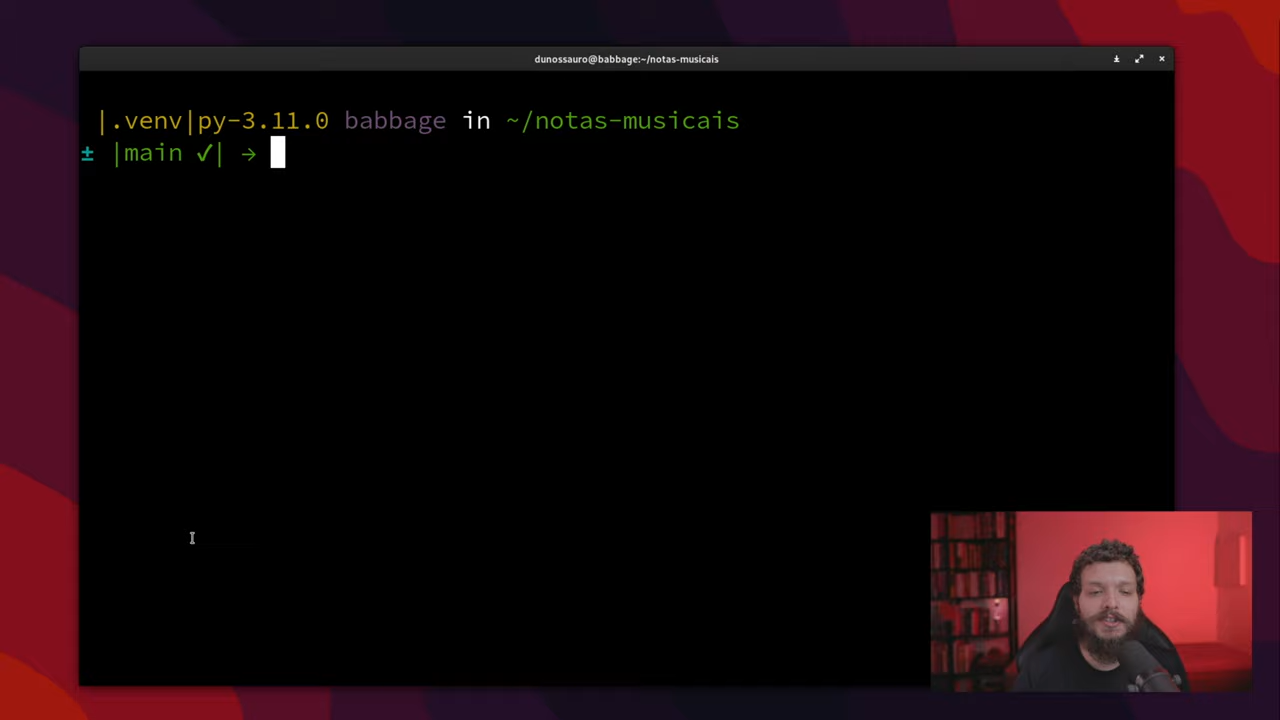 dunossauro@babbage:~/notas-musicais
|.venv|py-3.11.0 babbage in ~/notas-musicais
± |main ✓| →